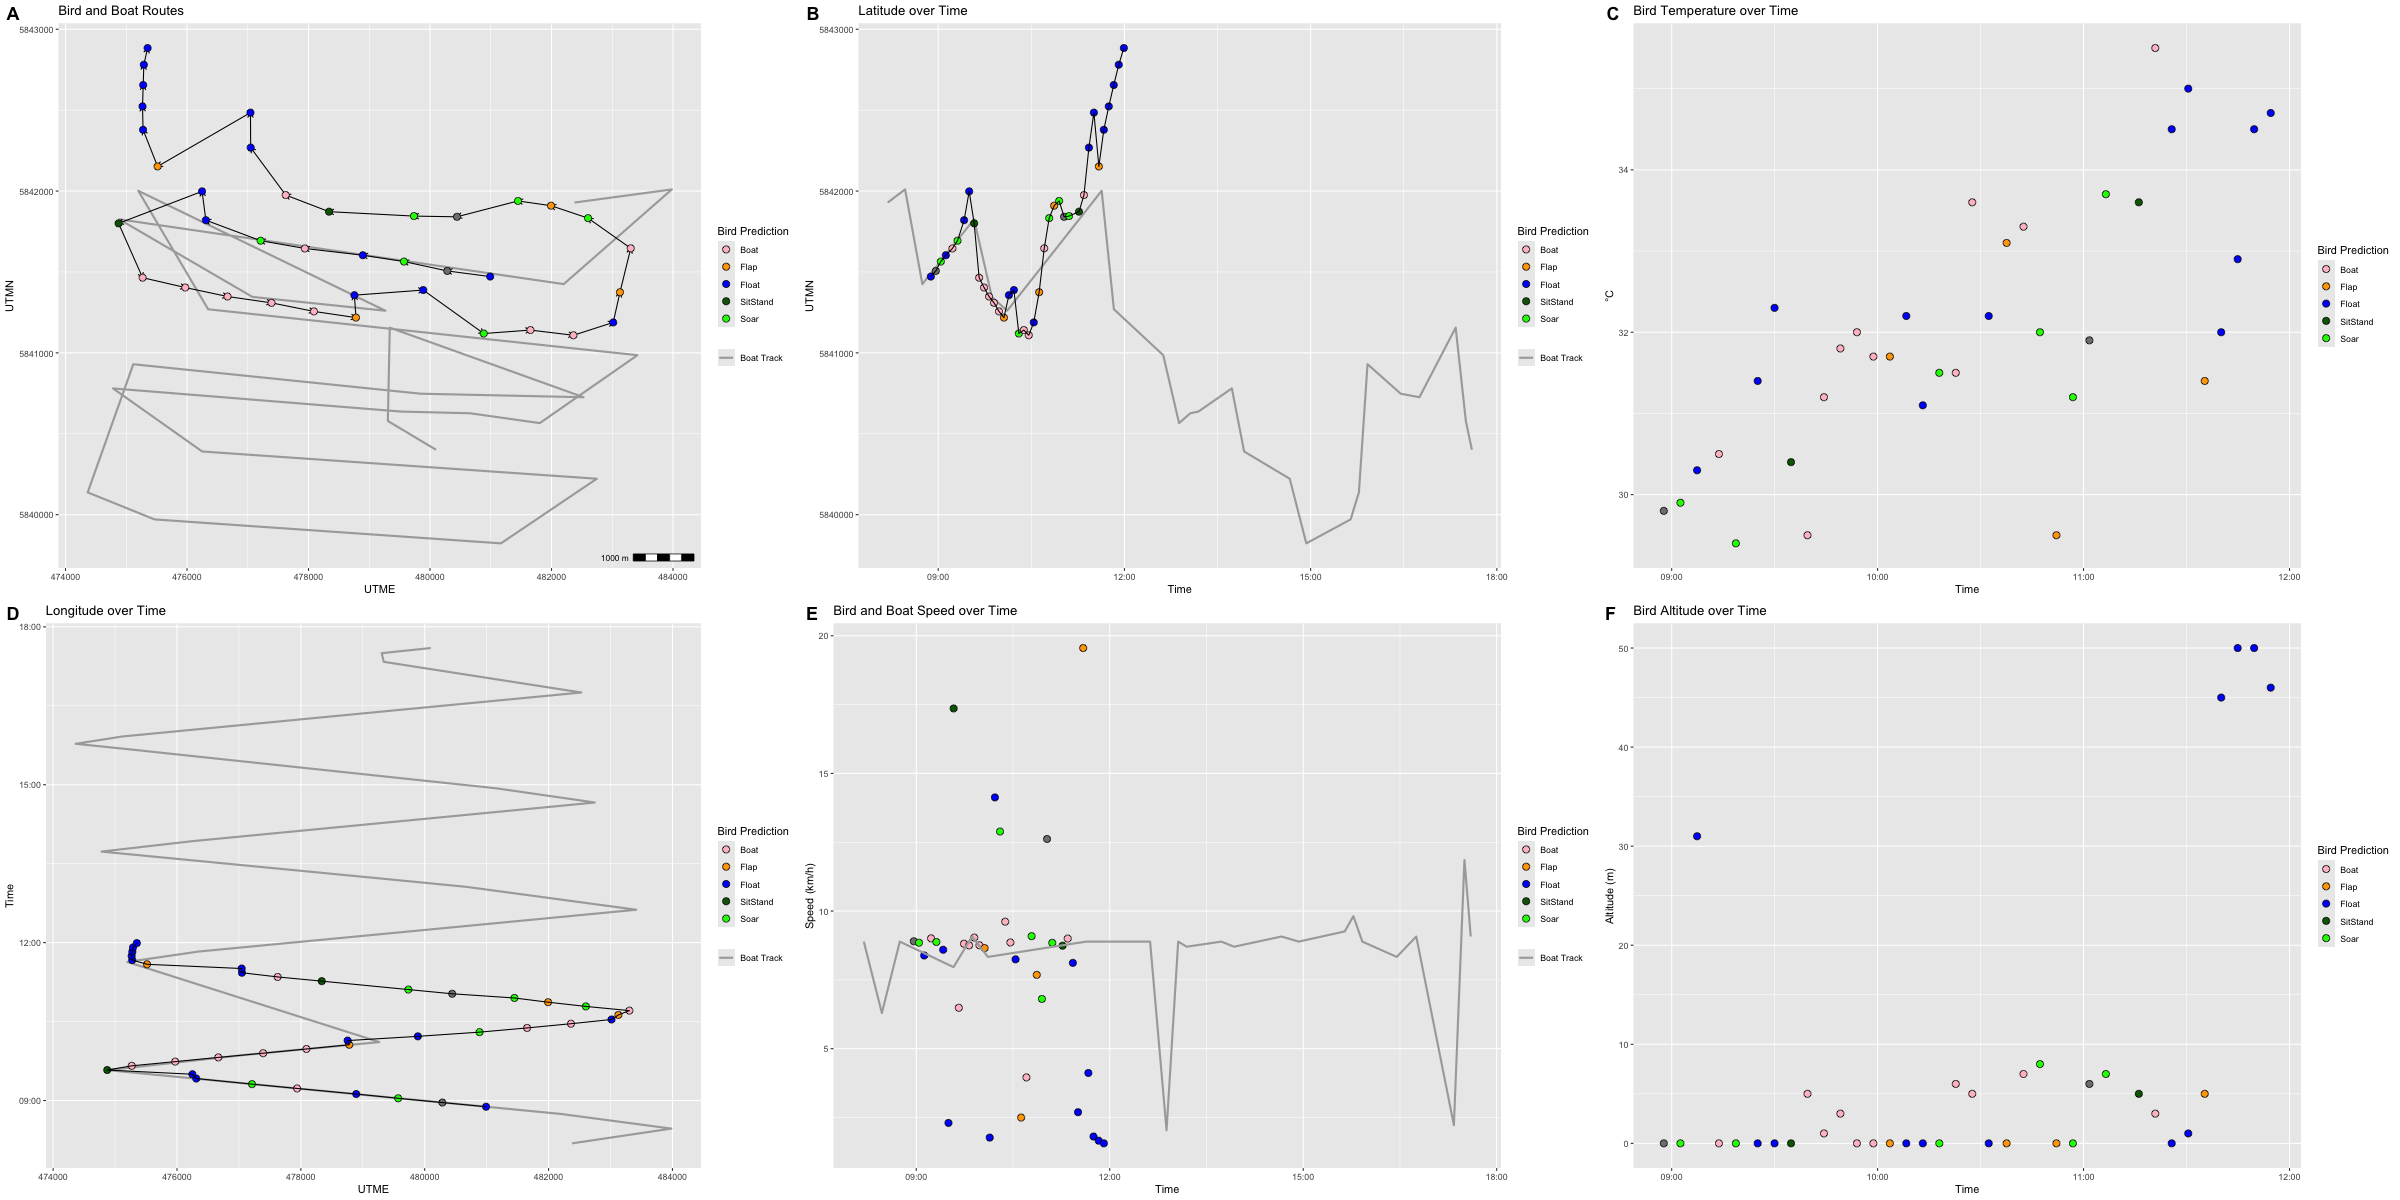 A Bird and Boat Routes
5843000
5842000
5841000
5840000
UTMN
474000 476000 478000 480000 482000 484000
UTME
1000 m
Bird Prediction
Boat
Flap
Float
SitStand
Soar
Boat Track
B Latitude over Time
5843000
5842000
5841000
5840000
UTMN
09:00 12:00 15:00 18:00
Time
Bird Prediction
Boat
Flap
Float
SitStand
Soar
Boat Track
C Bird Temperature over Time
34
32
30
°C
09:00 10:00 11:00 12:00
Time
Bird Prediction
Boat
Flap
Float
SitStand
Soar
D Longitude over Time
18:00
15:00
12:00
09:00
Time
474000 476000 478000 480000 482000 484000
UTME
Bird Prediction
Boat
Flap
Float
SitStand
Soar
Boat Track
E Bird and Boat Speed over Time
20
15
10
5
Speed (km/h)
09:00 12:00 15:00 18:00
Time
Bird Prediction
Boat
Flap
Float
SitStand
Soar
Boat Track
F Bird Altitude over Time
50
40
30
20
10
0
Altitude (m)
09:00 10:00 11:00 12:00
Time
Bird Prediction
Boat
Flap
Float
SitStand
Soar